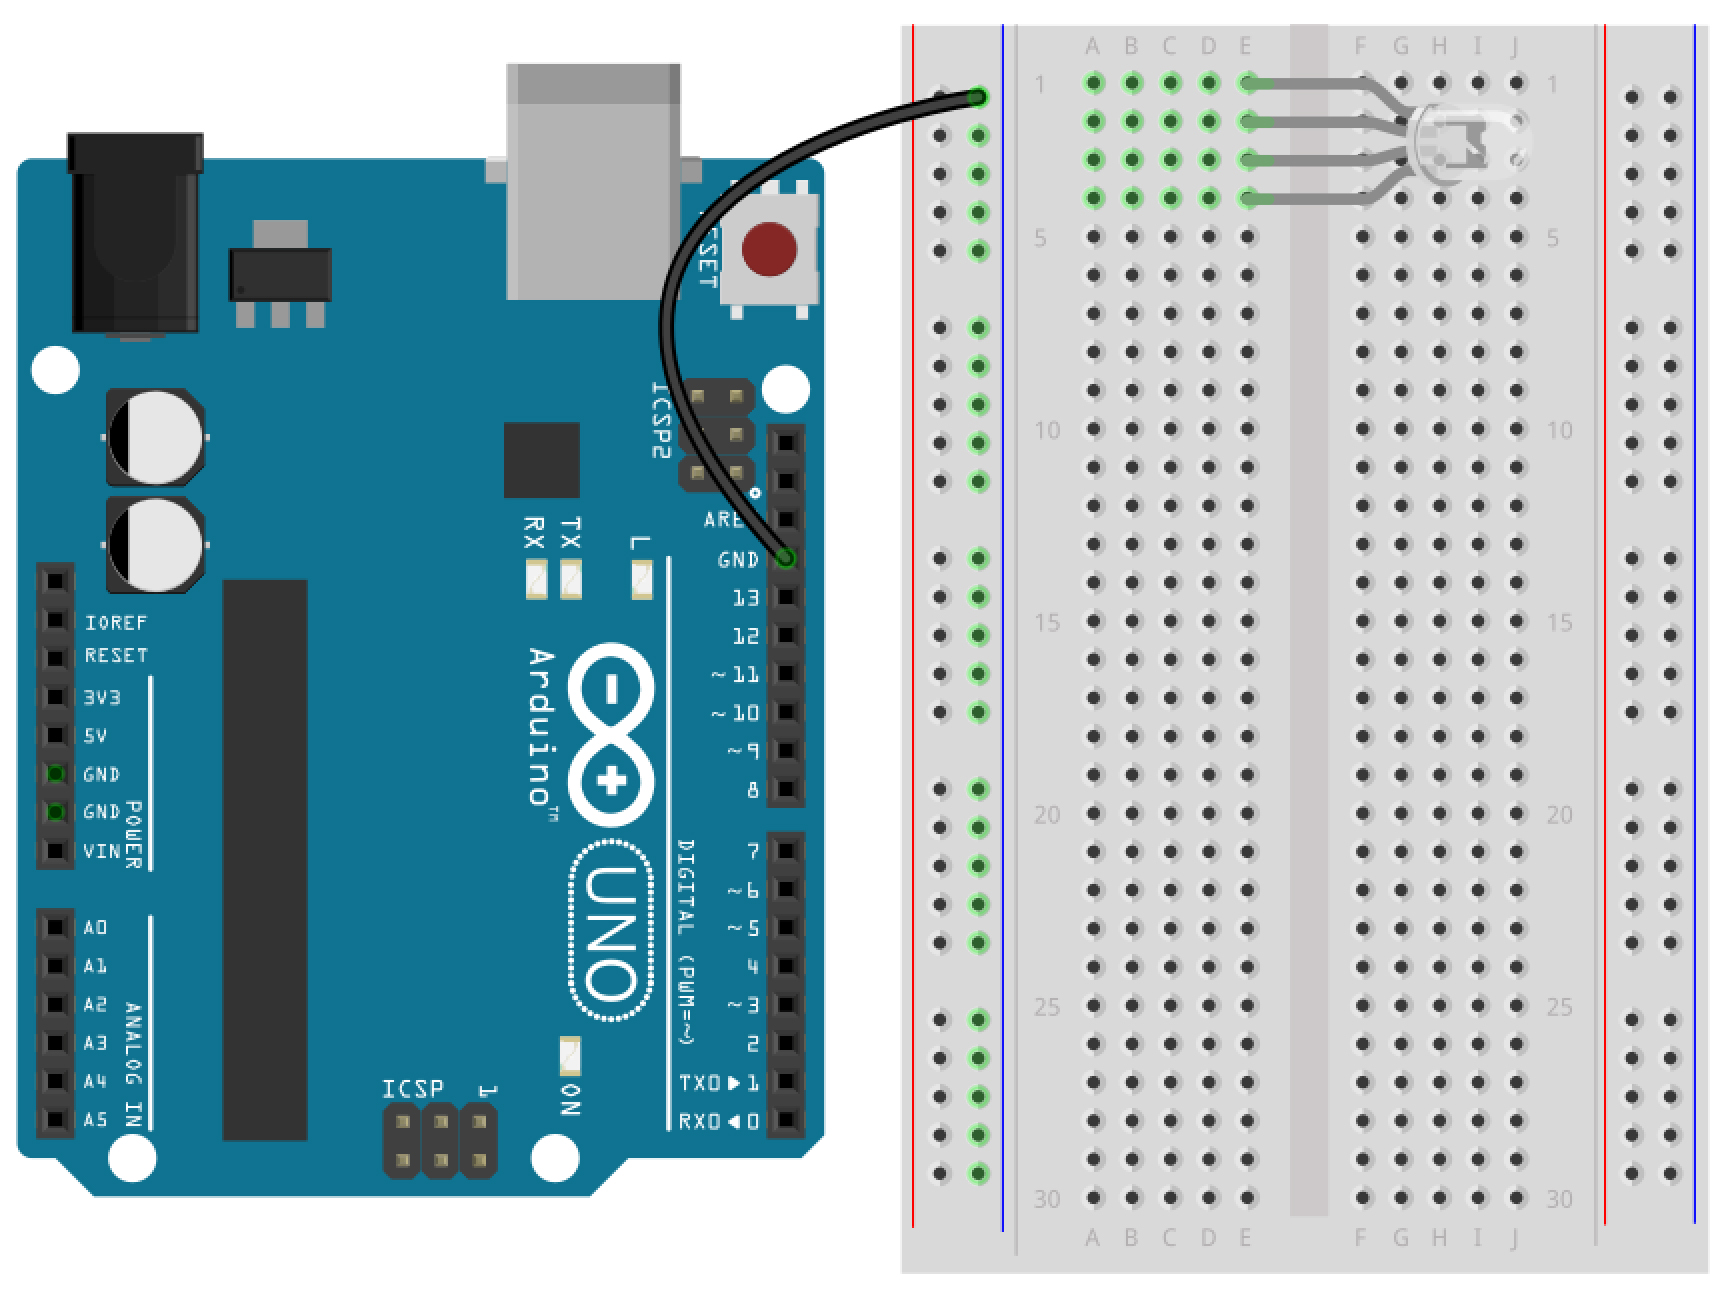 RESET
ICSP2
AREF
GND
RX
TX
L
13
12
~11
~10
~9
8
IOREF
RESET
3V3
5V
GND
GND
VIN
POWER
Arduino™
UNO
DIGITAL (PWM=~)
7
~6
~5
4
~3
2
TX0▶1
RX0◀0
A0
A1
A2
A3
A4
A5
ANALOG IN
ICSP
1
ON
A B C D E F G H I J
1 1
5 5
10 10
15 15
20 20
25 25
30 30
A B C D E F G H I J